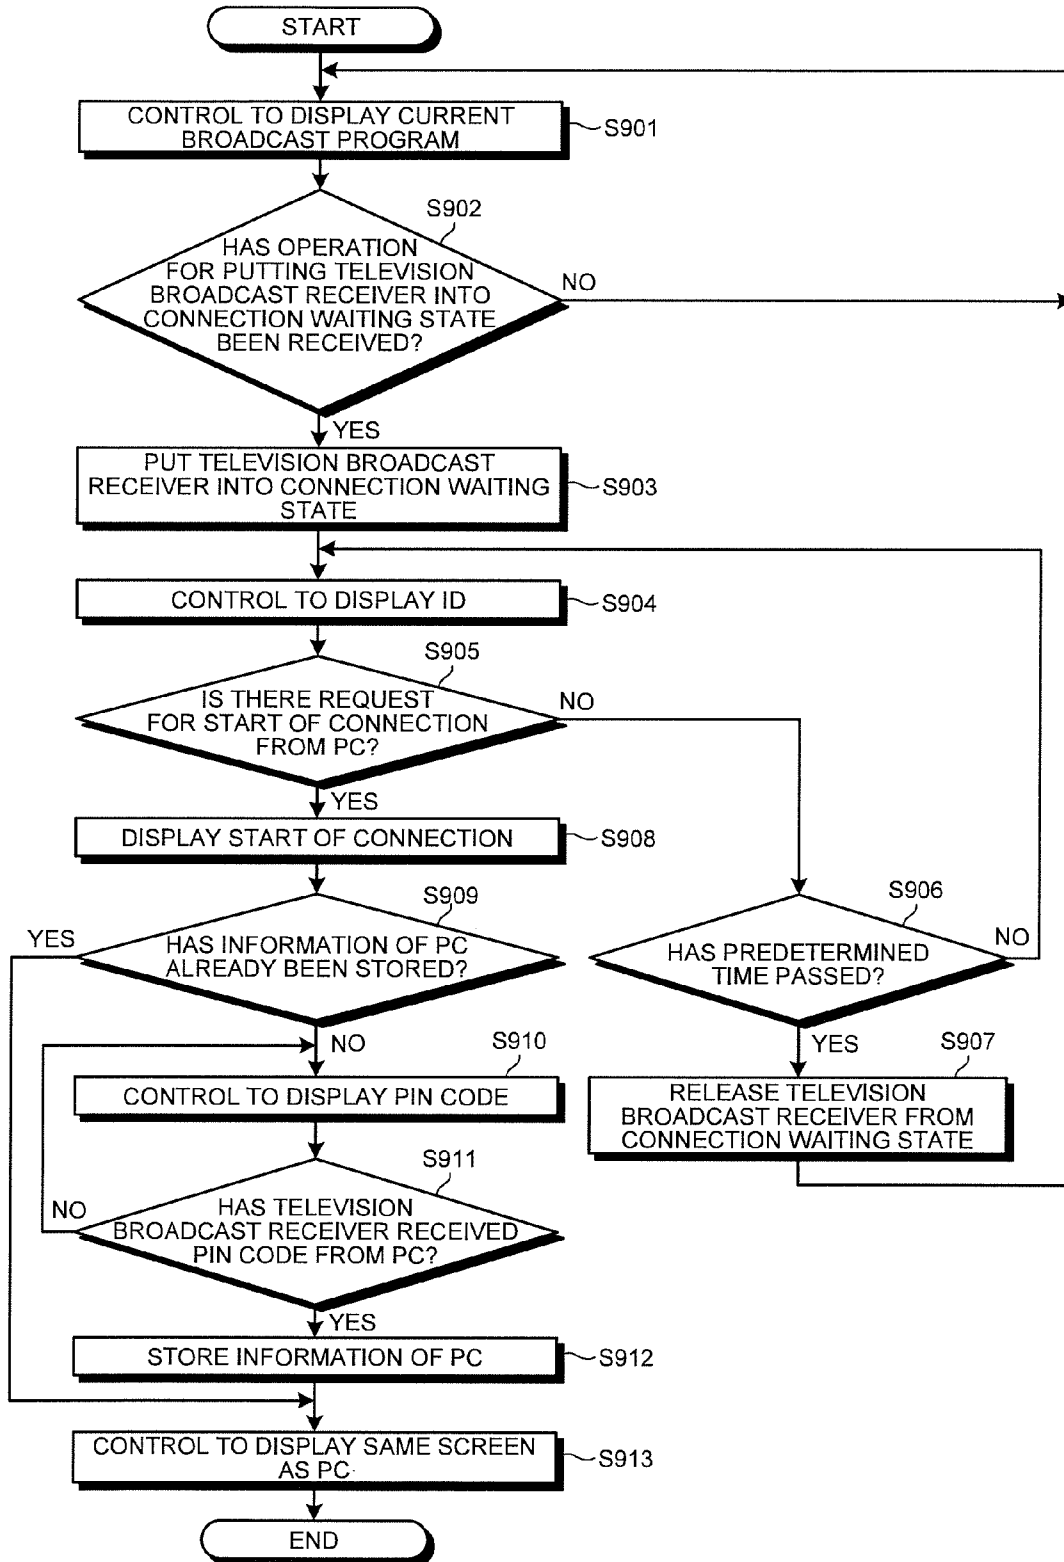 START
CONTROL TO DISPLAY CURRENT
BROADCAST PROGRAM
S901
S902
HAS OPERATION
FOR PUTTING TELEVISION
BROADCAST RECEIVER INTO
CONNECTION WAITING STATE
BEEN RECEIVED?
NO
YES
PUT TELEVISION BROADCAST
RECEIVER INTO CONNECTION WAITING
STATE
S903
CONTROL TO DISPLAY ID
S904
S905
IS THERE REQUEST
FOR START OF CONNECTION
FROM PC?
NO
YES
DISPLAY START OF CONNECTION
S908
S909
HAS INFORMATION OF PC
ALREADY BEEN STORED?
YES
NO
S906
HAS PREDETERMINED
TIME PASSED?
NO
YES
S907
RELEASE TELEVISION
BROADCAST RECEIVER FROM
CONNECTION WAITING STATE
S910
CONTROL TO DISPLAY PIN CODE
S911
HAS TELEVISION
BROADCAST RECEIVER RECEIVED
PIN CODE FROM PC?
NO
YES
STORE INFORMATION OF PC
S912
CONTROL TO DISPLAY SAME SCREEN
AS PC
S913
END